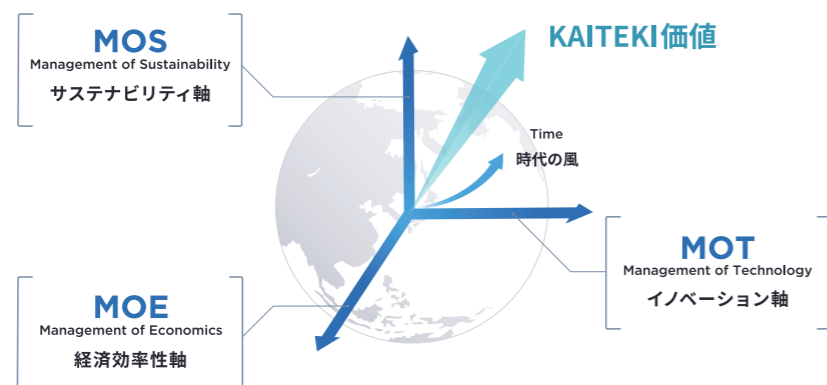 MOS
Management of Sustainability
サステナビリティ軸
KAITEKI価値
Time
時代の風
MOT
Management of Technology
イノベーション軸
MOE
Management of Economics
経済効率性軸